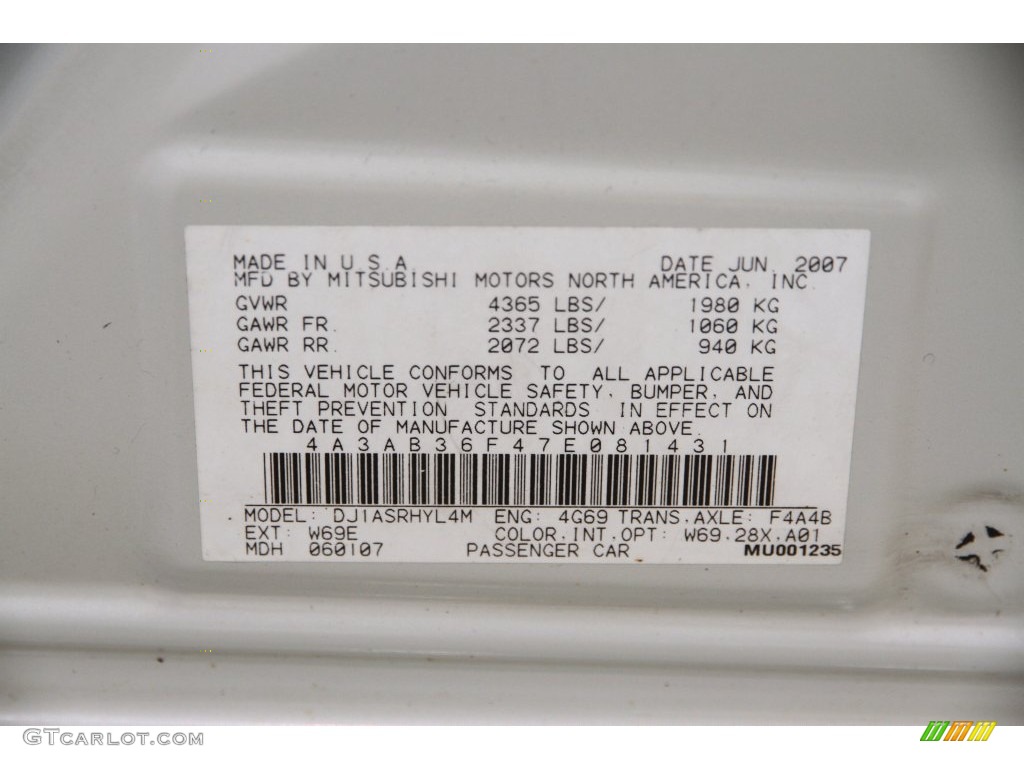 MADE IN U.S.A DATE JUN. 2007
MFD BY MITSUBISHI MOTORS NORTH AMERICA, INC.
GVWR 4365 LBS/ 1980 KG
GAWR FR. 2337 LBS/ 1060 KG
GAWR RR. 2072 LBS/ 940 KG
THIS VEHICLE CONFORMS TO ALL APPLICABLE
FEDERAL MOTOR VEHICLE SAFETY, BUMPER, AND
THEFT PREVENTION STANDARDS IN EFFECT ON
THE DATE OF MANUFACTURE SHOWN ABOVE.
4A3AB36F47E081431
MODEL: DJ1ASRHYL4M ENG: 4G69 TRANS.AXLE: F4A4B
EXT: W69E COLOR.INT.OPT: W69.28X.A01
MDH 060107 PASSENGER CAR MU001235
GTCARLOT.COM